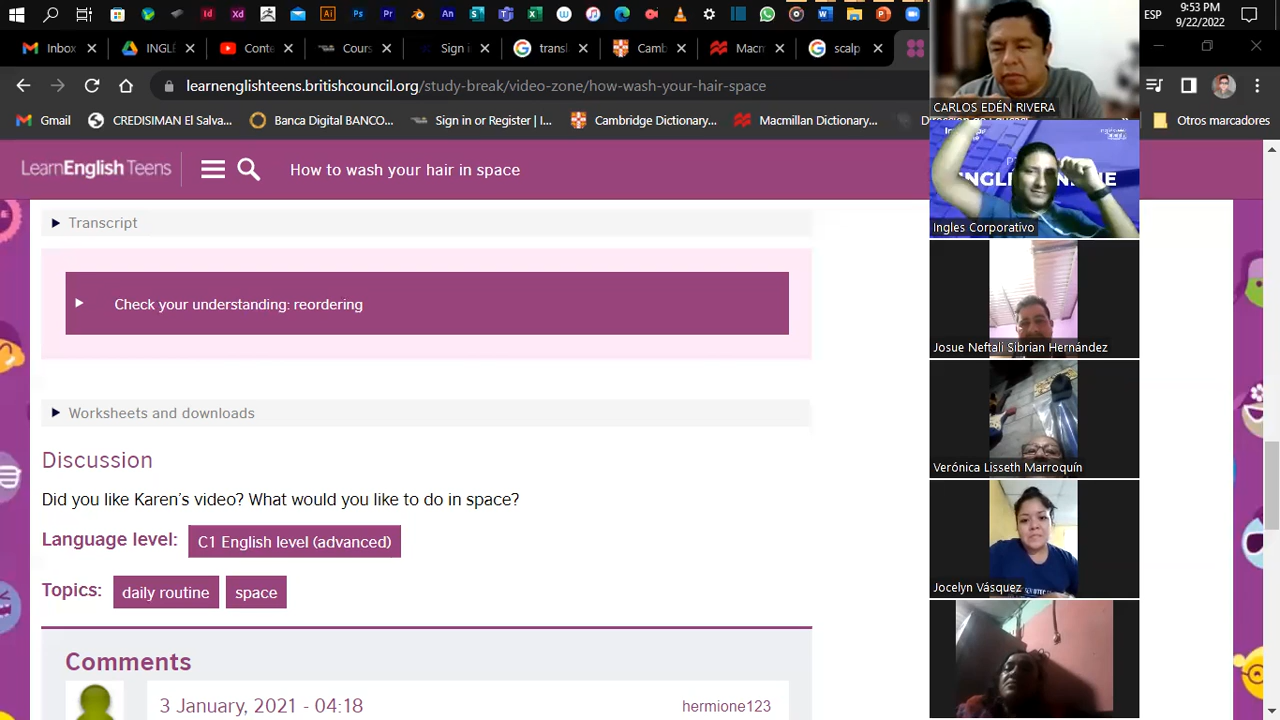 ESP
9:53 PM
9/22/2022
Inbox
INGLÉ
Conte
Cours
Sign i
transl
Camb
Macm
scalp
learnenglishteens.britishcouncil.org/study-break/video-zone/how-wash-your-hair-space
Gmail
CREDISIMAN El Salva...
Banca Digital BANCO...
Sign in or Register | ...
Cambridge Dictionary...
Macmillan Dictionary...
Otros marcadores
LearnEnglish Teens
How to wash your hair in space
Transcript
Check your understanding: reordering
Worksheets and downloads
Discussion
Did you like Karen's video? What would you like to do in space?
Language level: C1 English level (advanced)
Topics: daily routine space
Comments
3 January, 2021 - 04:18
hermione123
CARLOS EDÉN RIVERA
Ingles Corporativo
Josue Neftali Sibrian Hernández
Verónica Lisseth Marroquín
Jocelyn Vásquez